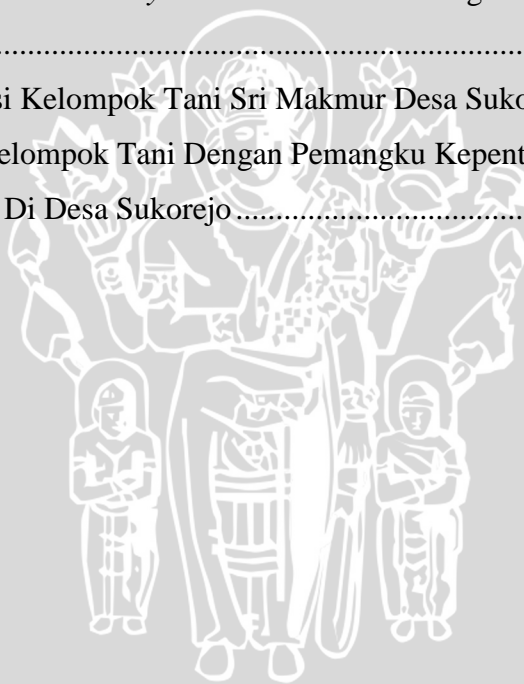 ...............................................................................
si Kelompok Tani Sri Makmur Desa Suko
elompok Tani Dengan Pemangku Kepent
Di Desa Sukorejo...................................